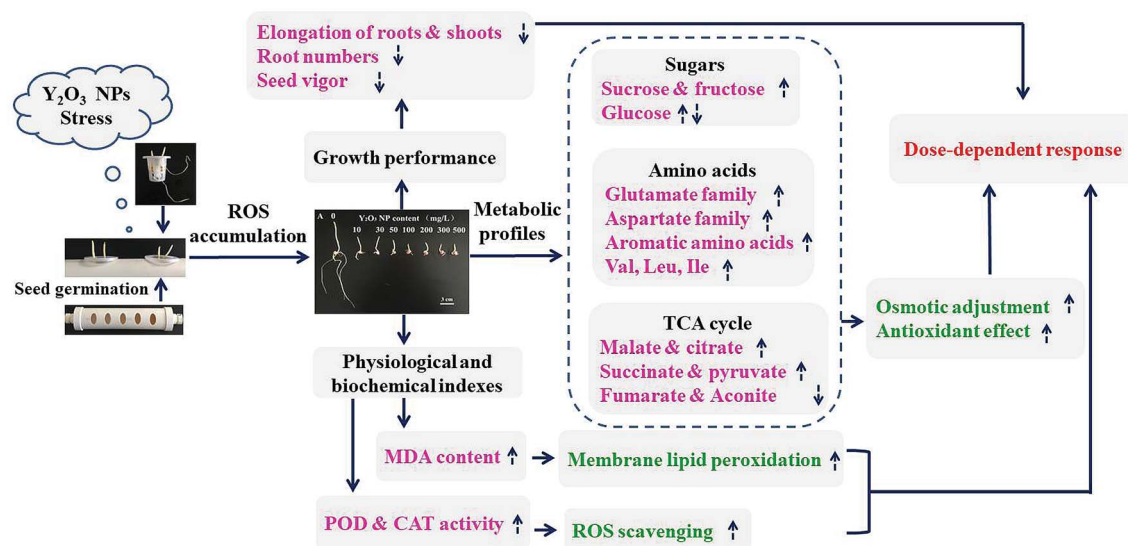 Elongation of roots & shoots
Root numbers
Seed vigor
Y₂O₃ NPs
Stress
Growth performance
Seed germination
ROS
accumulation
A 0 Y₂O₃ NP content (mg/L)
10 30 50 100 200 300 500
3 cm
Metabolic
profiles
Sugars
Sucrose & fructose
Glucose
Amino acids
Glutamate family
Aspartate family
Aromatic amino acids
Val, Leu, Ile
TCA cycle
Malate & citrate
Succinate & pyruvate
Fumarate & Aconite
Dose-dependent response
Osmotic adjustment
Antioxidant effect
Physiological and
biochemical indexes
MDA content
Membrane lipid peroxidation
POD & CAT activity
ROS scavenging